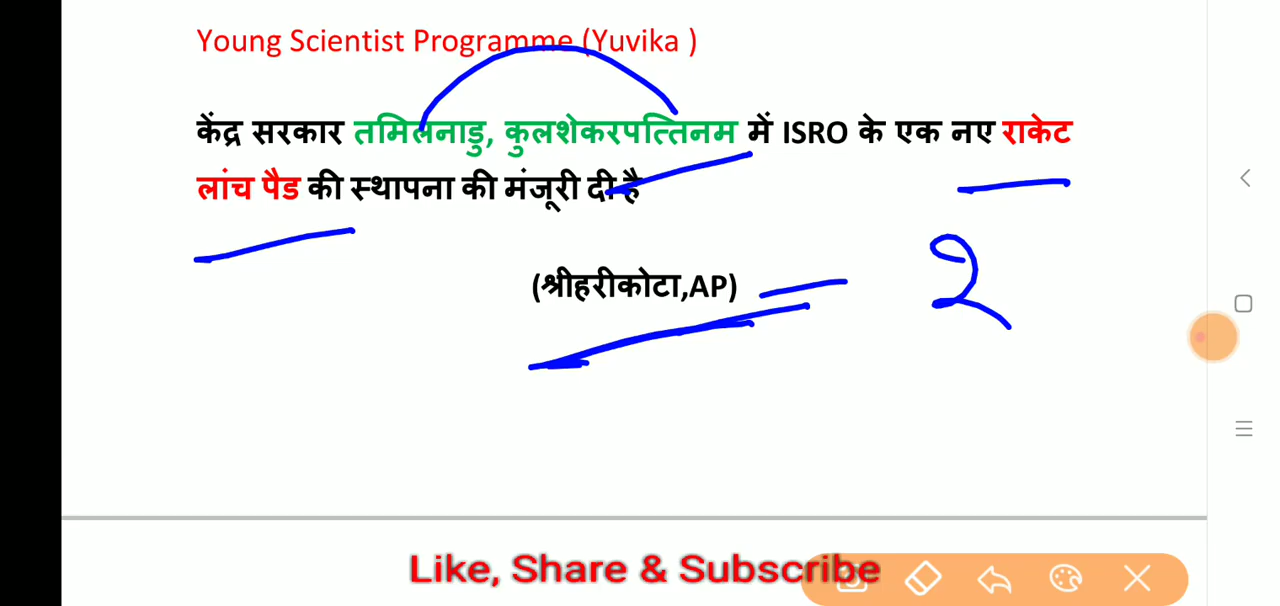 Young Scientist Programme (Yuvika )
केंद्र सरकार तमिलनाडु, कुलशेकरपत्तिनम में ISRO के एक नए राकेट
लांच पैड की स्थापना की मंजूरी दी है
(श्रीहरीकोटा,AP)
2
Like, Share & Subscribe